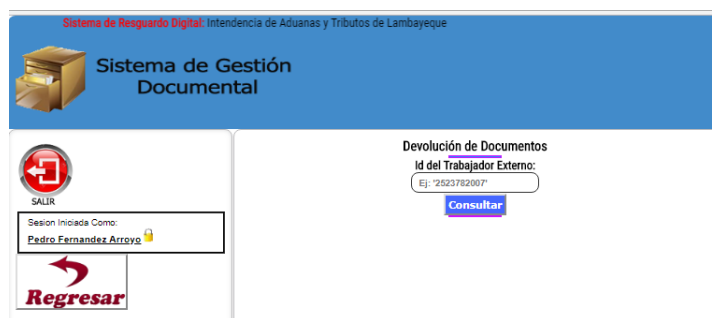 Sistema de Resguardo Digital: Intendencia de Aduanas y Tributos de Lambayeque
Sistema de Gestión
Documental
SALIR
Sesion Iniciada Como:
Pedro Fernandez Arroyo
Regresar
Devolución de Documentos
Id del Trabajador Externo:
Ej: '2523782007'
Consultar